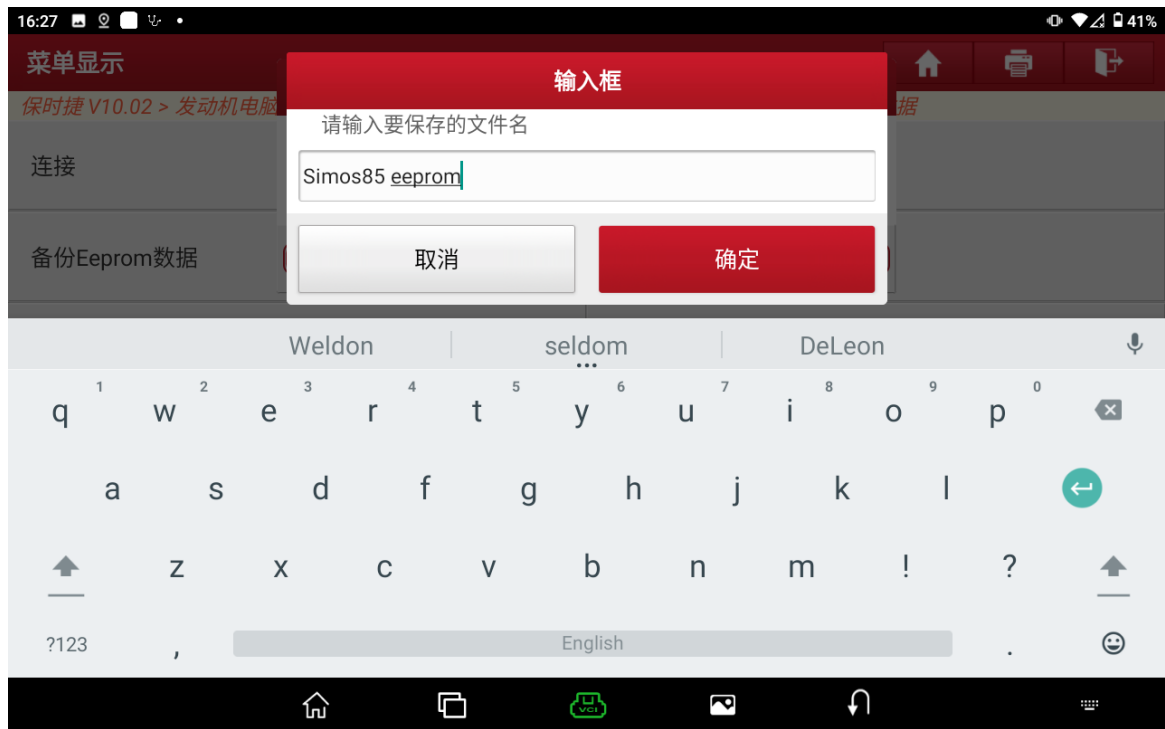 16:27 41%
菜单显示
输入框
保时捷 V10.02 > 发动机电脑 据
请输入要保存的文件名
连接
Simos85 eeprom
备份Eeprom数据
取消 确定
Weldon seldom DeLeon
1 2 3 4 5 6 7 8 9 0
q w e r t y u i o p
a s d f g h j k l
z x c v b n m ! ?
?123 , English .
VCI